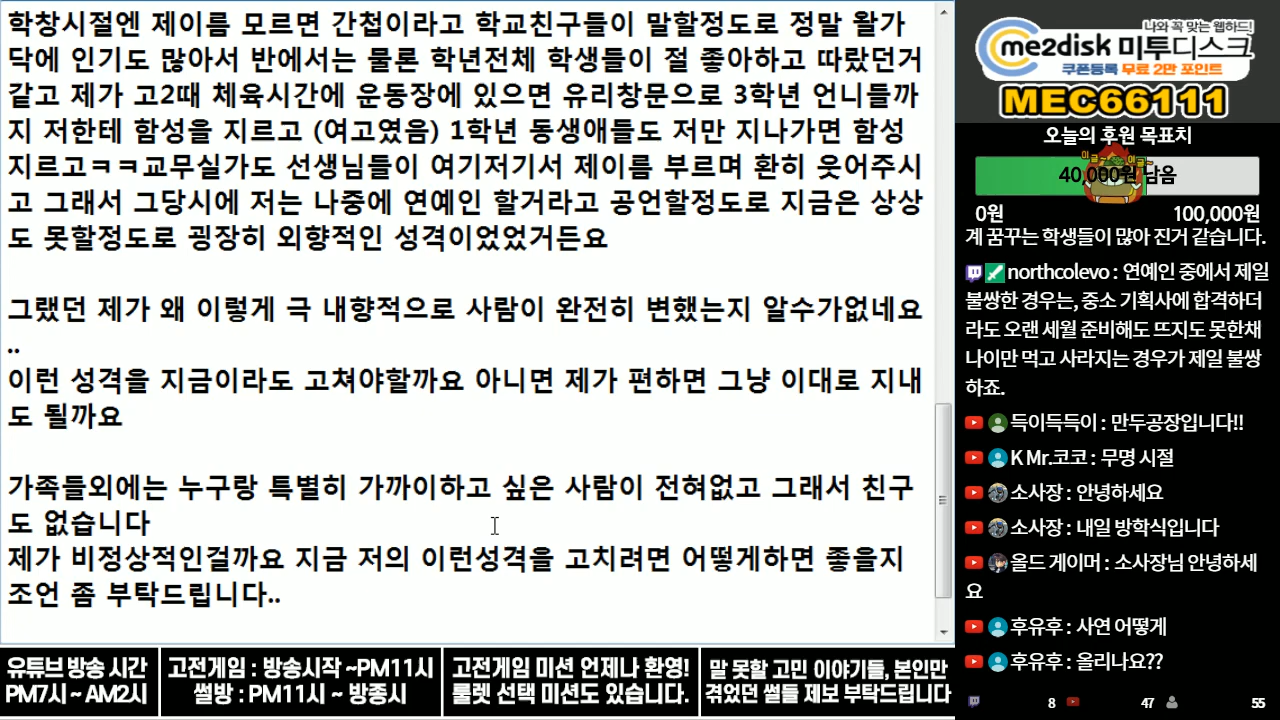 학창시절엔 제이름 모르면 간첩이라고 학교친구들이 말할정도로 정말 왈가
닥에 인기도 많아서 반에서는 물론 학년전체 학생들이 절 좋아하고 따랐던거
같고 제가 고2때 체육시간에 운동장에 있으면 유리창문으로 3학년 언니들까
지 저한테 함성을 지르고 (여고였음) 1학년 동생애들도 저만 지나가면 함성
지르고ㅋㅋ교무실가도 선생님들이 여기저기서 제이름 부르며 환히 웃어주시
고 그래서 그당시에 저는 나중에 연예인 할거라고 공언할정도로 지금은 상상
도 못할정도로 굉장히 외향적인 성격이었었거든요
그랬던 제가 왜 이렇게 극 내향적으로 사람이 완전히 변했는지 알수가없네요
..
이런 성격을 지금이라도 고쳐야할까요 아니면 제가 편하면 그냥 이대로 지내
도 될까요
가족들외에는 누구랑 특별히 가까이하고 싶은 사람이 전혀없고 그래서 친구
도 없습니다
제가 비정상적인걸까요 지금 저의 이런성격을 고치려면 어떻게하면 좋을지
조언 좀 부탁드립니다..
나와 꼭 맞는 웹하드!
me2disk 미투디스크
쿠폰등록 무료 2만 포인트
MEC66111
오늘의 후원 목표치
이글~ 이글~
40,000원 남음
0원 100,000원
계 꿈꾸는 학생들이 많아 진거 같습니다.
northcolevo : 연예인 중에서 제일
불쌍한 경우는, 중소 기획사에 합격하더
라도 오랜 세월 준비해도 뜨지도 못한채
나이만 먹고 사라지는 경우가 제일 불쌍
하죠.
득이득득이 : 만두공장입니다!!
K Mr.코코 : 무명 시절
소사장 : 안녕하세요
소사장 : 내일 방학식입니다
올드 게이머 : 소사장님 안녕하세
요
후유후 : 사연 어떻게
후유후 : 올리나요??
8 47 55
유튜브 방송 시간
PM7시 ~ AM2시
고전게임 : 방송시작 ~PM11시
썰방 : PM11시 ~ 방종시
고전게임 미션 언제나 환영!
룰렛 선택 미션도 있습니다.
말 못할 고민 이야기들, 본인만
겪었던 썰들 제보 부탁드립니다